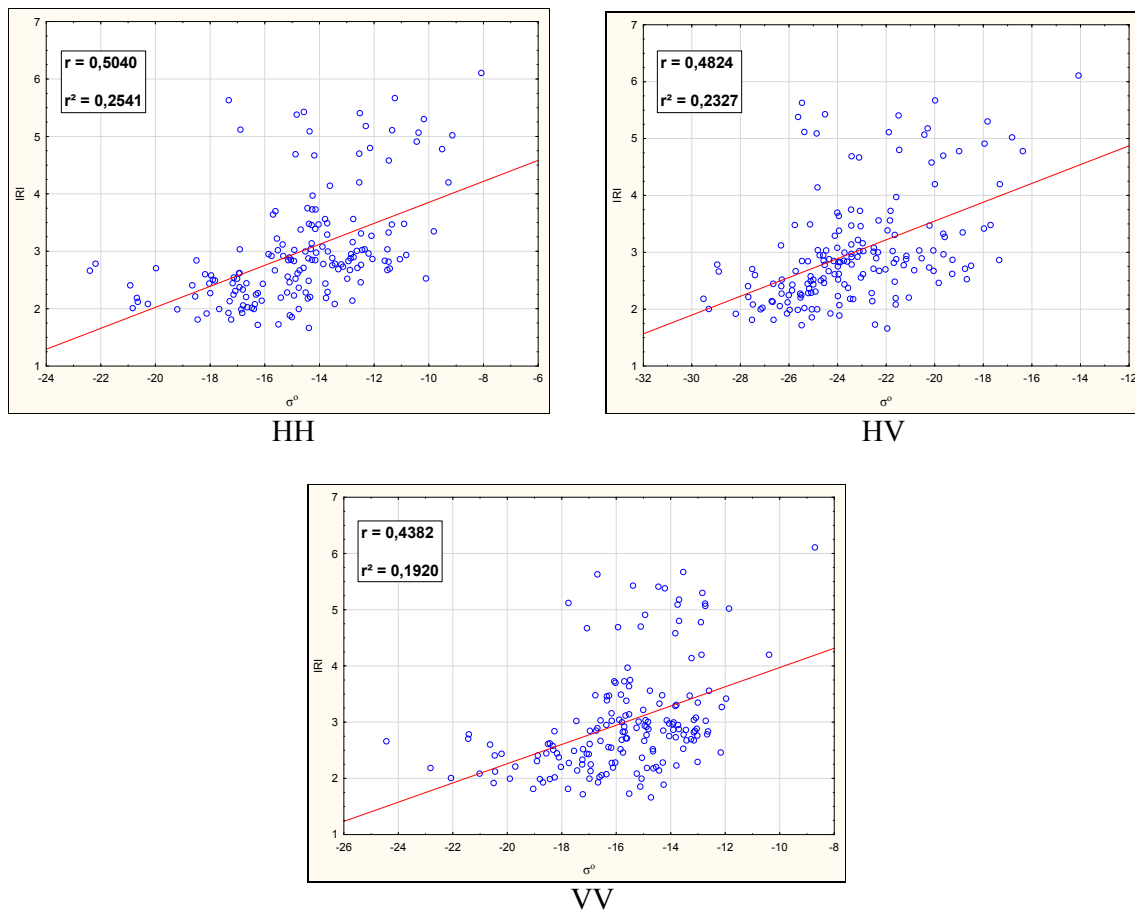 7
6
5
4
3
2
1
r = 0,5040
r² = 0,2541
IRI
-24 -22 -20 -18 -16 -14 -12 -10 -8 -6
σº
HH
7
6
5
4
3
2
1
r = 0,4824
r² = 0,2327
IRI
-32 -30 -28 -26 -24 -22 -20 -18 -16 -14 -12
σº
HV
7
6
5
4
3
2
1
r = 0,4382
r² = 0,1920
IRI
-26 -24 -22 -20 -18 -16 -14 -12 -10 -8
σº
VV